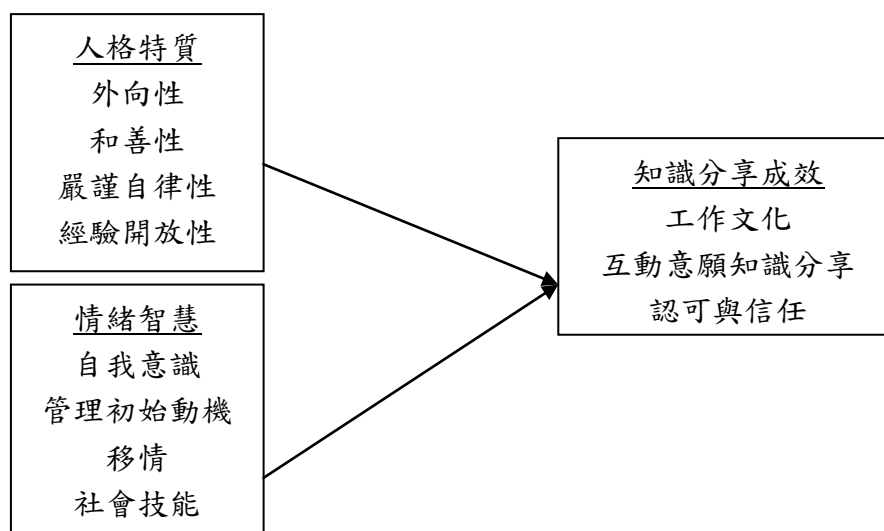 人格特質
外向性
和善性
嚴謹自律性
經驗開放性
情緒智慧
自我意識
管理初始動機
移情
社會技能
知識分享成效
工作文化
互動意願知識分享
認可與信任